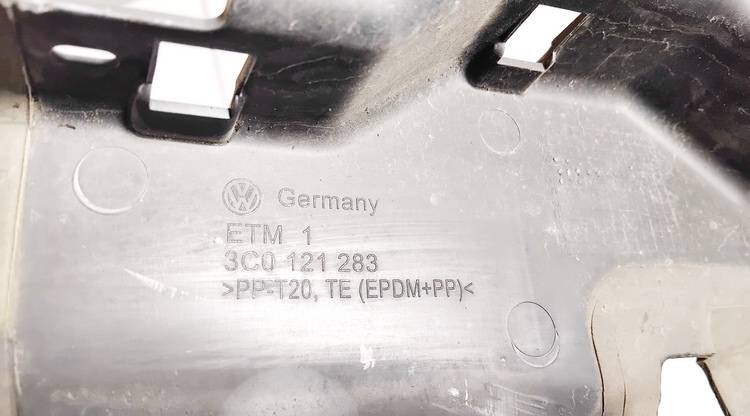 Germany
ETM 1
3C0 121 283
>PP-T20, TE (EPDM+PP)<